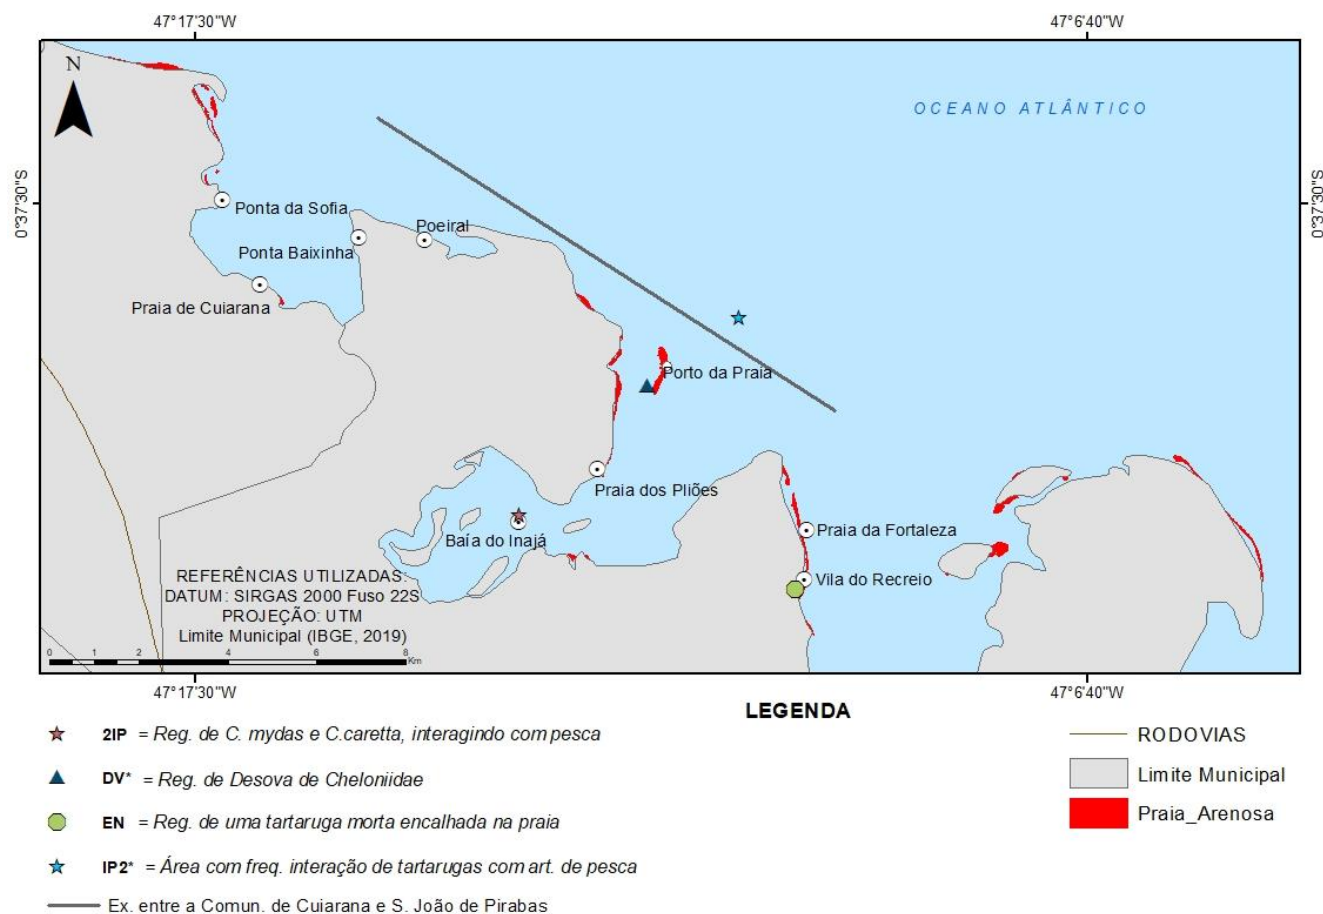 47°17'30"W
47°6'40"W
N
OCEANO ATLÂNTICO
0°37'30"S
0°37'30"S
Ponta da Sofia
Poeiral
Ponta Baixinha
Praia de Cuiarana
Porto da Praia
Praia dos Pliões
Praia da Fortaleza
Baía do Inajá
Vila do Recreio
REFERÊNCIAS UTILIZADAS:
DATUM: SIRGAS 2000 Fuso 22S
PROJEÇÃO: UTM
Limite Municipal (IBGE, 2019)
0 1 2 4 6 8
Km
47°17'30"W
47°6'40"W
LEGENDA
2IP = Reg. de C. mydas e C.caretta, interagindo com pesca
DV* = Reg. de Desova de Cheloniidae
EN = Reg. de uma tartaruga morta encalhada na praia
IP2* = Área com freq. interação de tartarugas com art. de pesca
Ex. entre a Comun. de Cuiarana e S. João de Pirabas
RODOVIAS
Limite Municipal
Praia_Arenosa